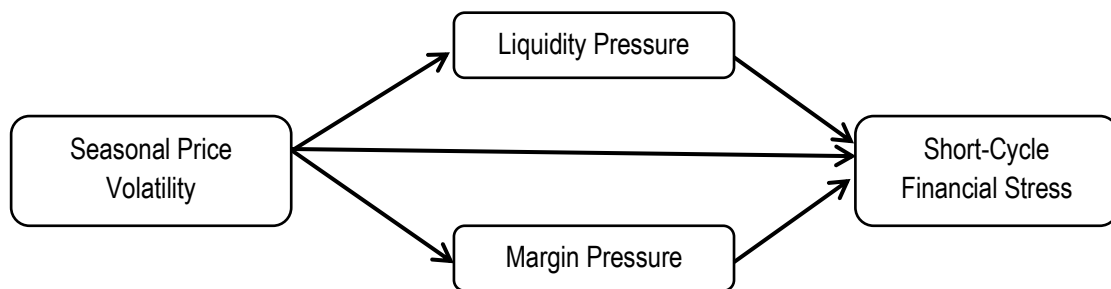 Liquidity Pressure
Seasonal Price
Volatility
Short-Cycle
Financial Stress
Margin Pressure